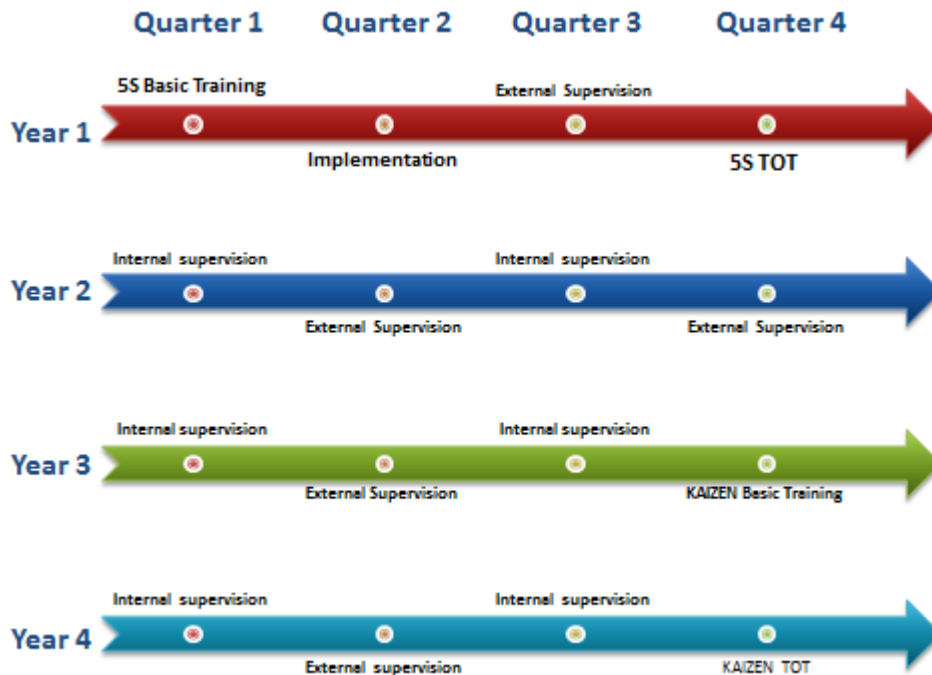 Quarter 1 Quarter 2 Quarter 3 Quarter 4
5S Basic Training External Supervision
Year 1
Implementation 5S TOT
Internal supervision Internal supervision
Year 2
External Supervision External Supervision
Internal supervision Internal supervision
Year 3
External Supervision KAIZEN Basic Training
Internal supervision Internal supervision
Year 4
External supervision KAIZEN TOT